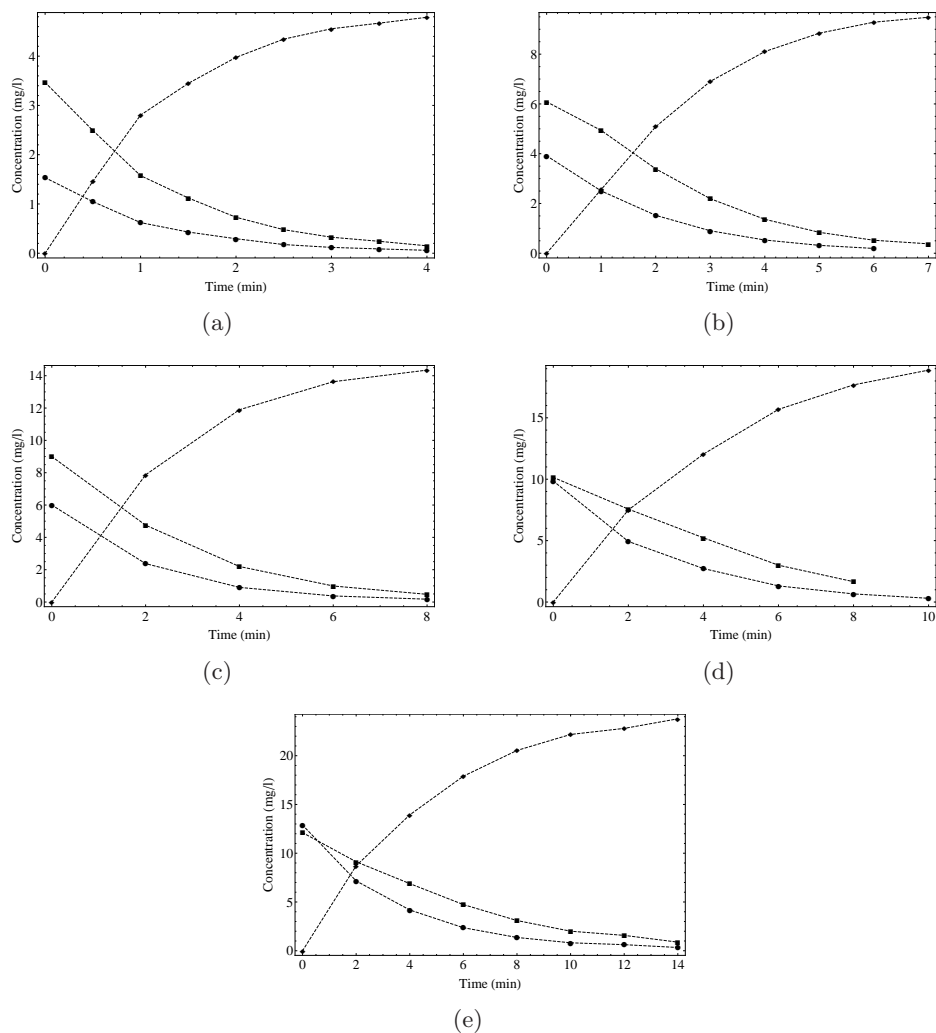 Concentration (mg/l)
4
3
2
1
0
0 1 2 3 4
Time (min)
(a)
Concentration (mg/l)
8
6
4
2
0
0 1 2 3 4 5 6 7
Time (min)
(b)
Concentration (mg/l)
14
12
10
8
6
4
2
0
0 2 4 6 8
Time (min)
(c)
Concentration (mg/l)
15
10
5
0
0 2 4 6 8 10
Time (min)
(d)
Concentration (mg/l)
20
15
10
5
0
0 2 4 6 8 10 12 14
Time (min)
(e)